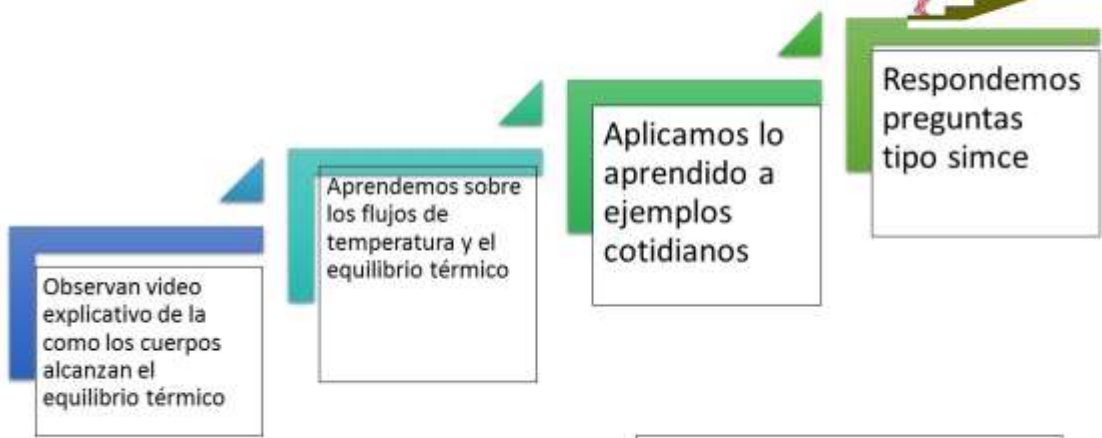 Observan video
explicativo de la
como los cuerpos
alcanzan el
equilibrio térmico
Aprendemos sobre
los flujos de
temperatura y el
equilibrio térmico
Aplicamos lo
aprendido a
ejemplos
cotidianos
Respondemos
preguntas
tipo simce